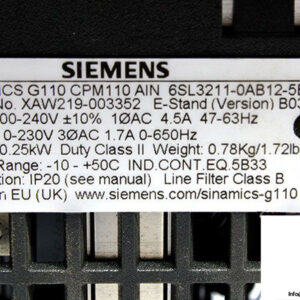 SIEMENS
ICS G110 CPM110 AIN 6SL3211-0AB12-5B
No. XAW219-003352 E-Stand (Version) B03
00-240V ±10% 1ØAC 4.5A 47-63Hz
0-230V 3ØAC 1.7A 0-650Hz
0.25kW Duty Class II Weight: 0.78Kg/1.72lb
Range: -10 - +50C IND.CONT.EQ.5B33
tion: IP20 (see manual) Line Filter Class B
n EU (UK) www.siemens.com/sinamics-g110